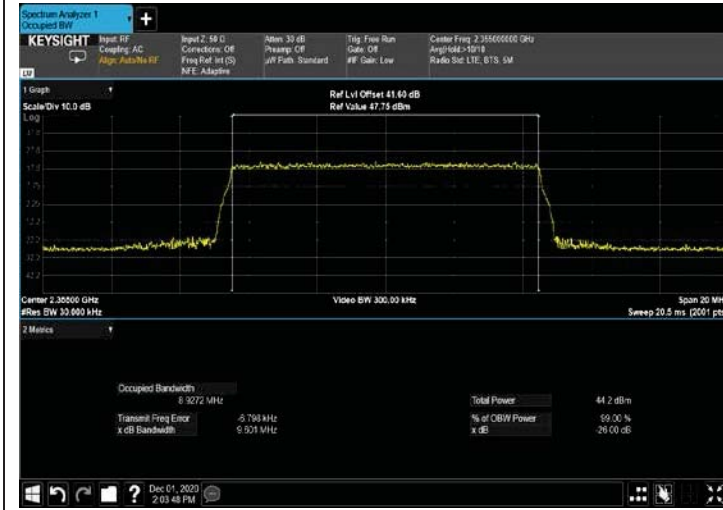 Spectrum Analyzer 1
Occupied BW
+
KEYSIGHT
Input: RF
Coupling: AC
Align: Auto/No RF
Input Z: 50 Ω
Corrections: Off
Freq Ref: Int (S)
NFE: Adaptive
Atten: 30 dB
Preamp: Off
µW Path: Standard
Trig: Free Run
Gate: Off
#IF Gain: Low
Center Freq: 2.355000000 GHz
Avg|Hold:>10/10
Radio Std: LTE, BTS, 5M
1 Graph
Scale/Div 10.0 dB
Ref Lvl Offset 41.60 dB
Ref Value 47.75 dBm
Log
Video BW 300.00 kHz
#Res BW 30.000 kHz
Span 20 MH
Sweep 20.5 ms (2001 pts
2 Metrics
Occupied Bandwidth
8.9272 MHz
Total Power 44.2 dBm
Transmit Freq Error -6.798 kHz
% of OBW Power 99.00 %
x dB Bandwidth 9.501 MHz
x dB -26.00 dB
?
Dec 01, 2020
2:03:48 PM